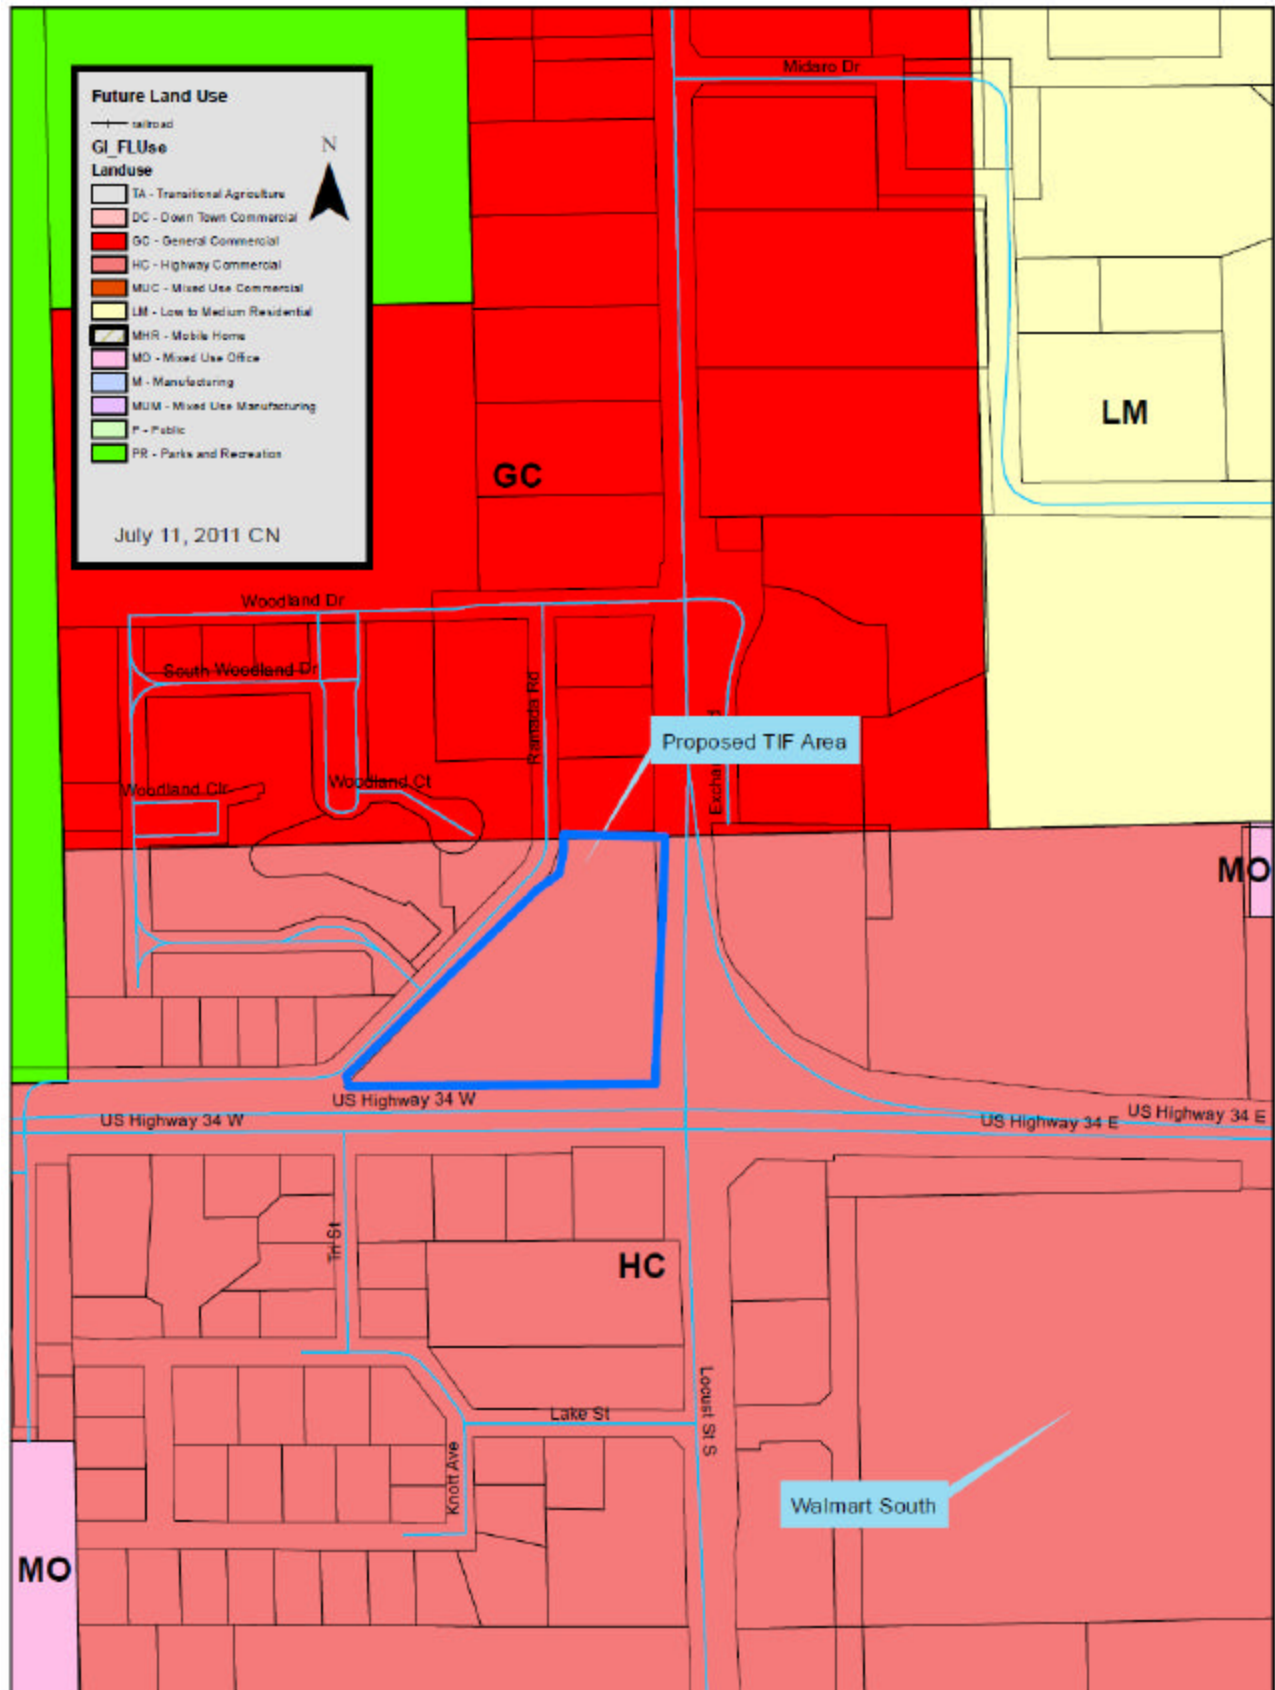 Future Land Use
railroad
GI_FLUse
Landuse
N
TA - Transitional Agriculture
DC - Down Town Commercial
GC - General Commercial
HC - Highway Commercial
MUC - Mixed Use Commercial
LM - Low to Medium Residential
MHR - Mobile Home
MO - Mixed Use Office
M - Manufacturing
MUM - Mixed Use Manufacturing
P - Public
PR - Parks and Recreation
July 11, 2011 CN
Midaro Dr
LM
GC
Woodland Dr
South Woodland Dr
Ramada Rd
Proposed TIF Area
Woodland Cir
Woodland Ct
MO
US Highway 34 W
US Highway 34 W
US Highway 34 E
US Highway 34 E
Tri St
HC
Locust St S
Lake St
Knott Ave
Walmart South
MO